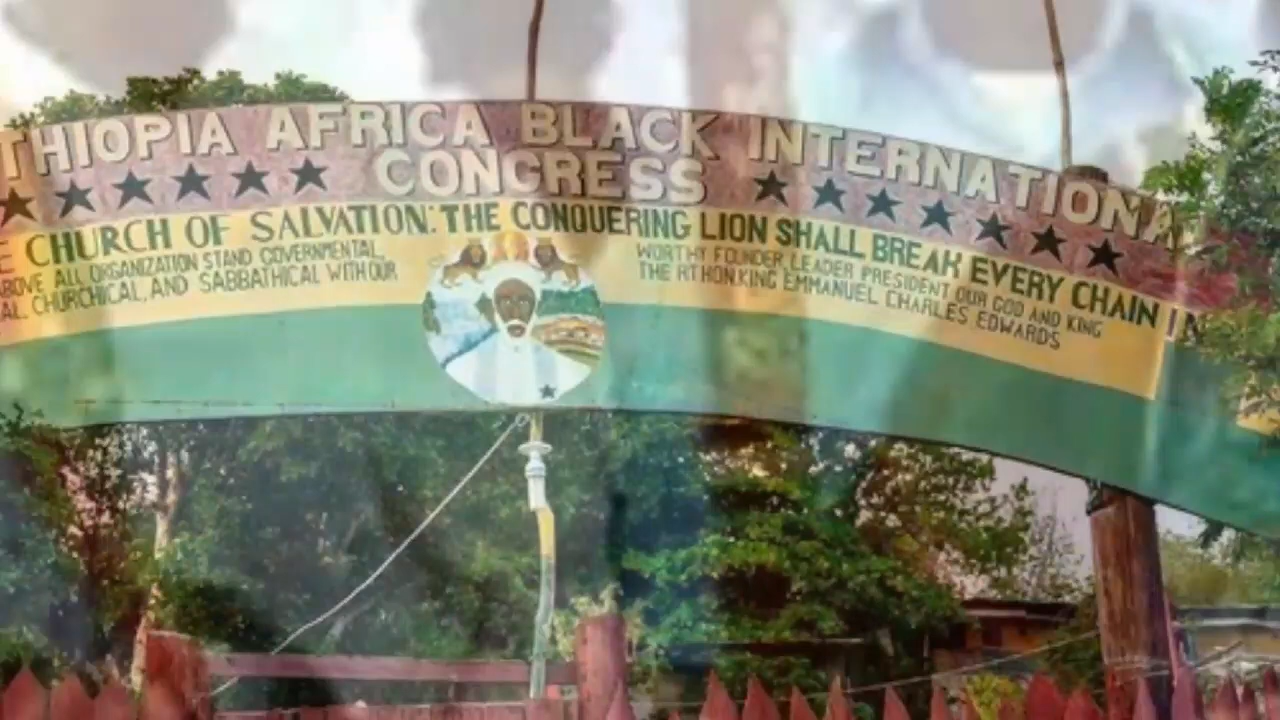 THIOPIA AFRICA BLACK INTERNATIONA
CONGRESS
E CHURCH OF SALVATION: THE CONQUERING LION SHALL BREAK EVERY CHAIN IN
ABOVE ALL ORGANIZATION STAND GOVERNMENTAL,
AL. CHURCHICAL, AND SABBATHICAL WITH OUR
WORTHY FOUNDER LEADER PRESIDENT OUR GOD AND KING
THE RT HON. KING EMMANUEL CHARLES EDWARDS